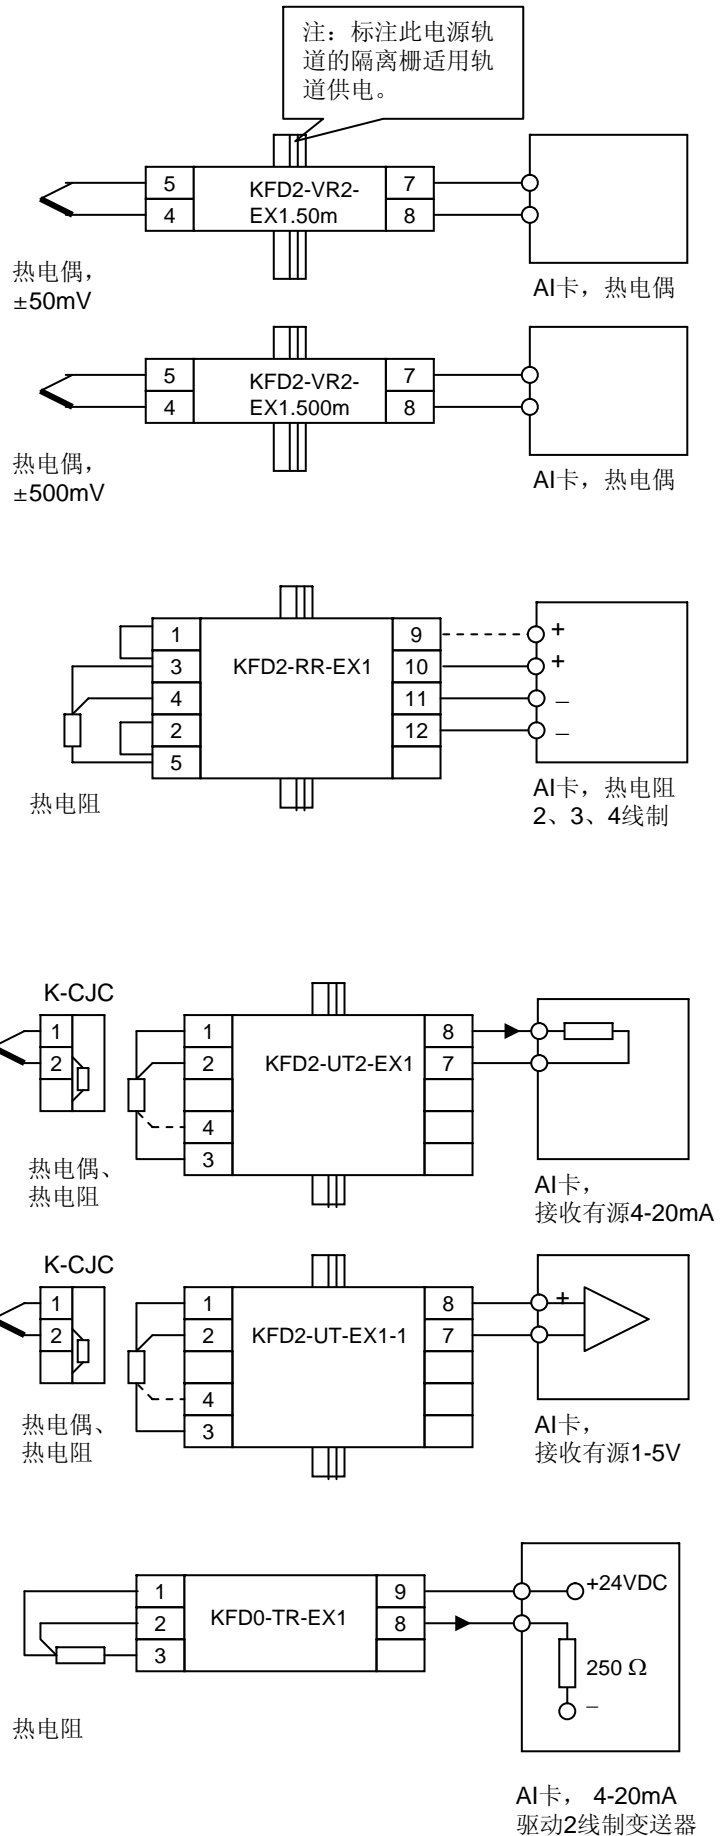 注：标注此电源轨
道的隔离栅适用轨
道供电。
5
4
KFD2-VR2-
EX1.50m
7
8
热电偶，
±50mV
AI卡，热电偶
5
4
KFD2-VR2-
EX1.500m
7
8
热电偶，
±500mV
AI卡，热电偶
1
3
4
2
5
KFD2-RR-EX1
9
10
11
12
+
+
–
–
热电阻
AI卡，热电阻
2、3、4线制
K-CJC
1
2
1
2
4
3
KFD2-UT2-EX1
8
7
热电偶、
热电阻
AI卡，
接收有源4-20mA
K-CJC
1
2
1
2
4
3
KFD2-UT-EX1-1
8
7
+
热电偶、
热电阻
AI卡，
接收有源1-5V
1
2
3
KFD0-TR-EX1
9
8
+24VDC
250 Ω
–
热电阻
AI卡， 4-20mA
驱动2线制变送器